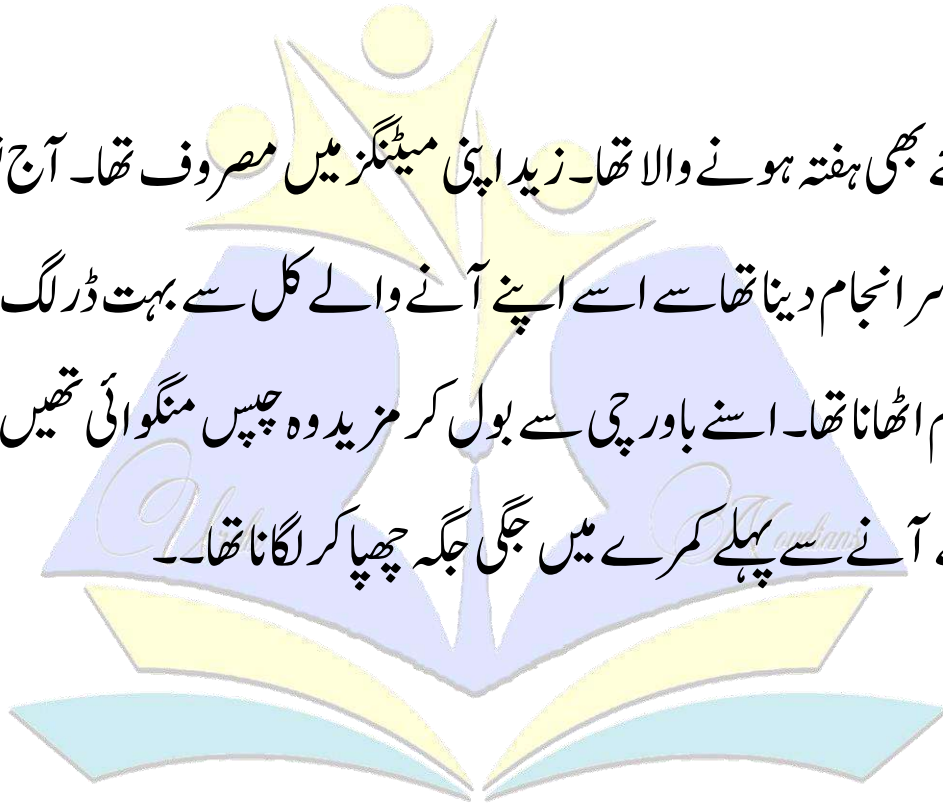 بھی ہفتہ ہونے والا تھا۔زید اپنی میٹنگز میں مصروف تھا۔ آج
سر انجام دینا تھا سے اسے اپنے آنے والے کل سے بہت ڈر لگ
اٹھانا تھا۔ اسنے باورچی سے بول کر مزید وہ چپس منگوائی تھیں
آنے سے پہلے کمرے میں جگی جگہ چھپا کر لگانا تھا۔۔